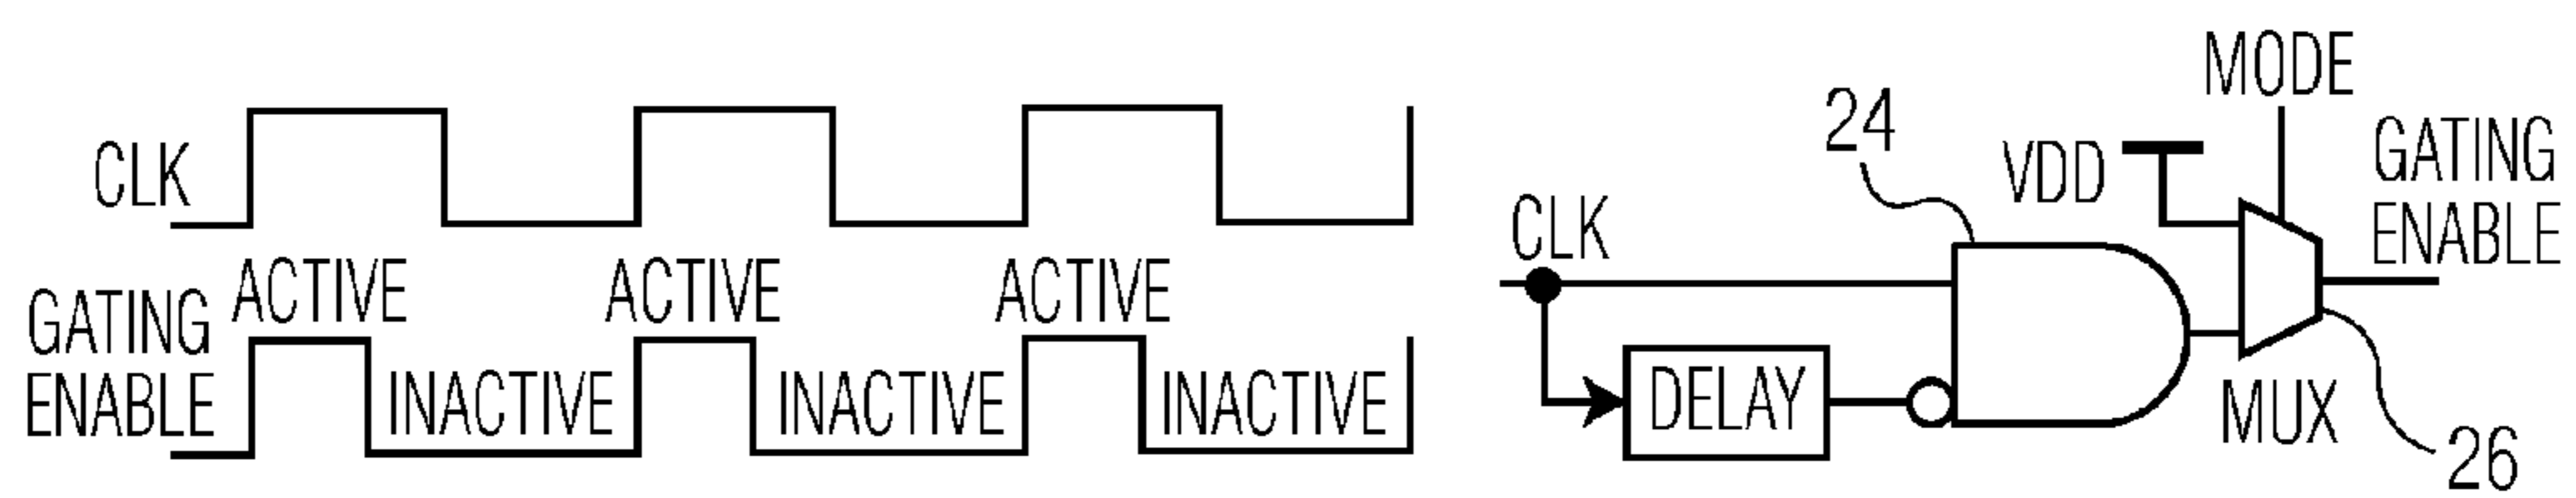 CLK
ACTIVE ACTIVE ACTIVE
GATING
ENABLE
INACTIVE INACTIVE INACTIVE
MODE
24
VDD
GATING
ENABLE
CLK
DELAY
MUX
26